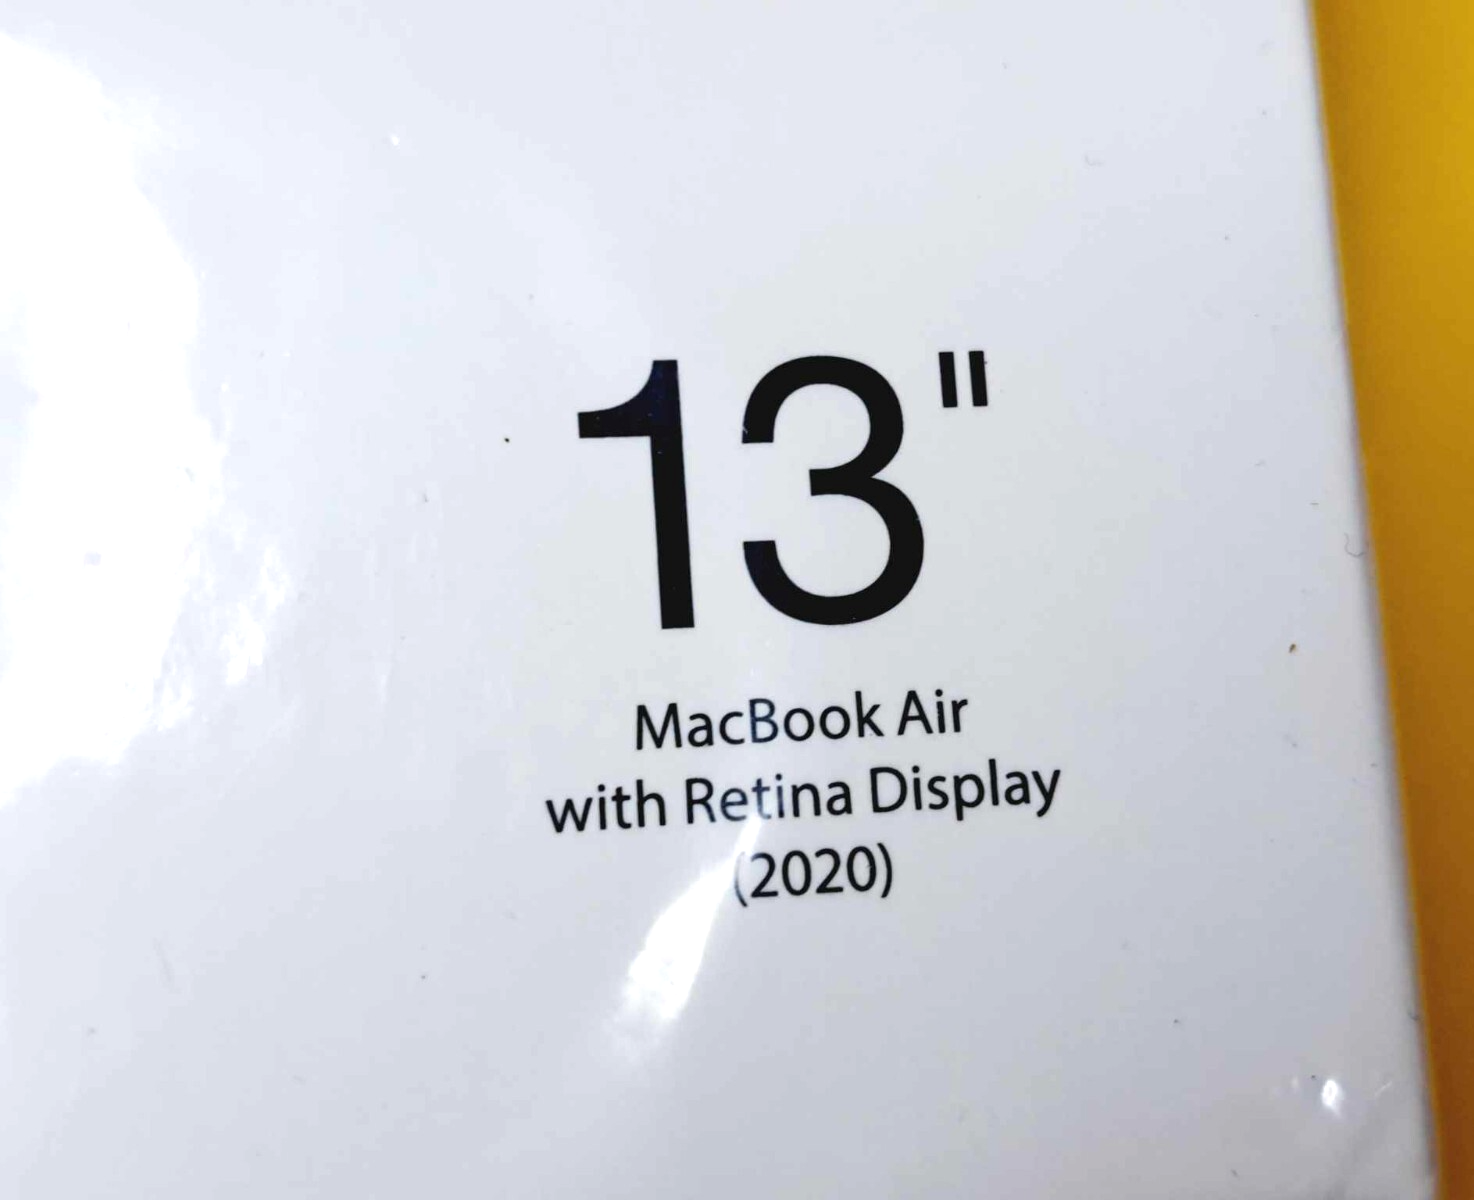 13"
MacBook Air
with Retina Display
(2020)